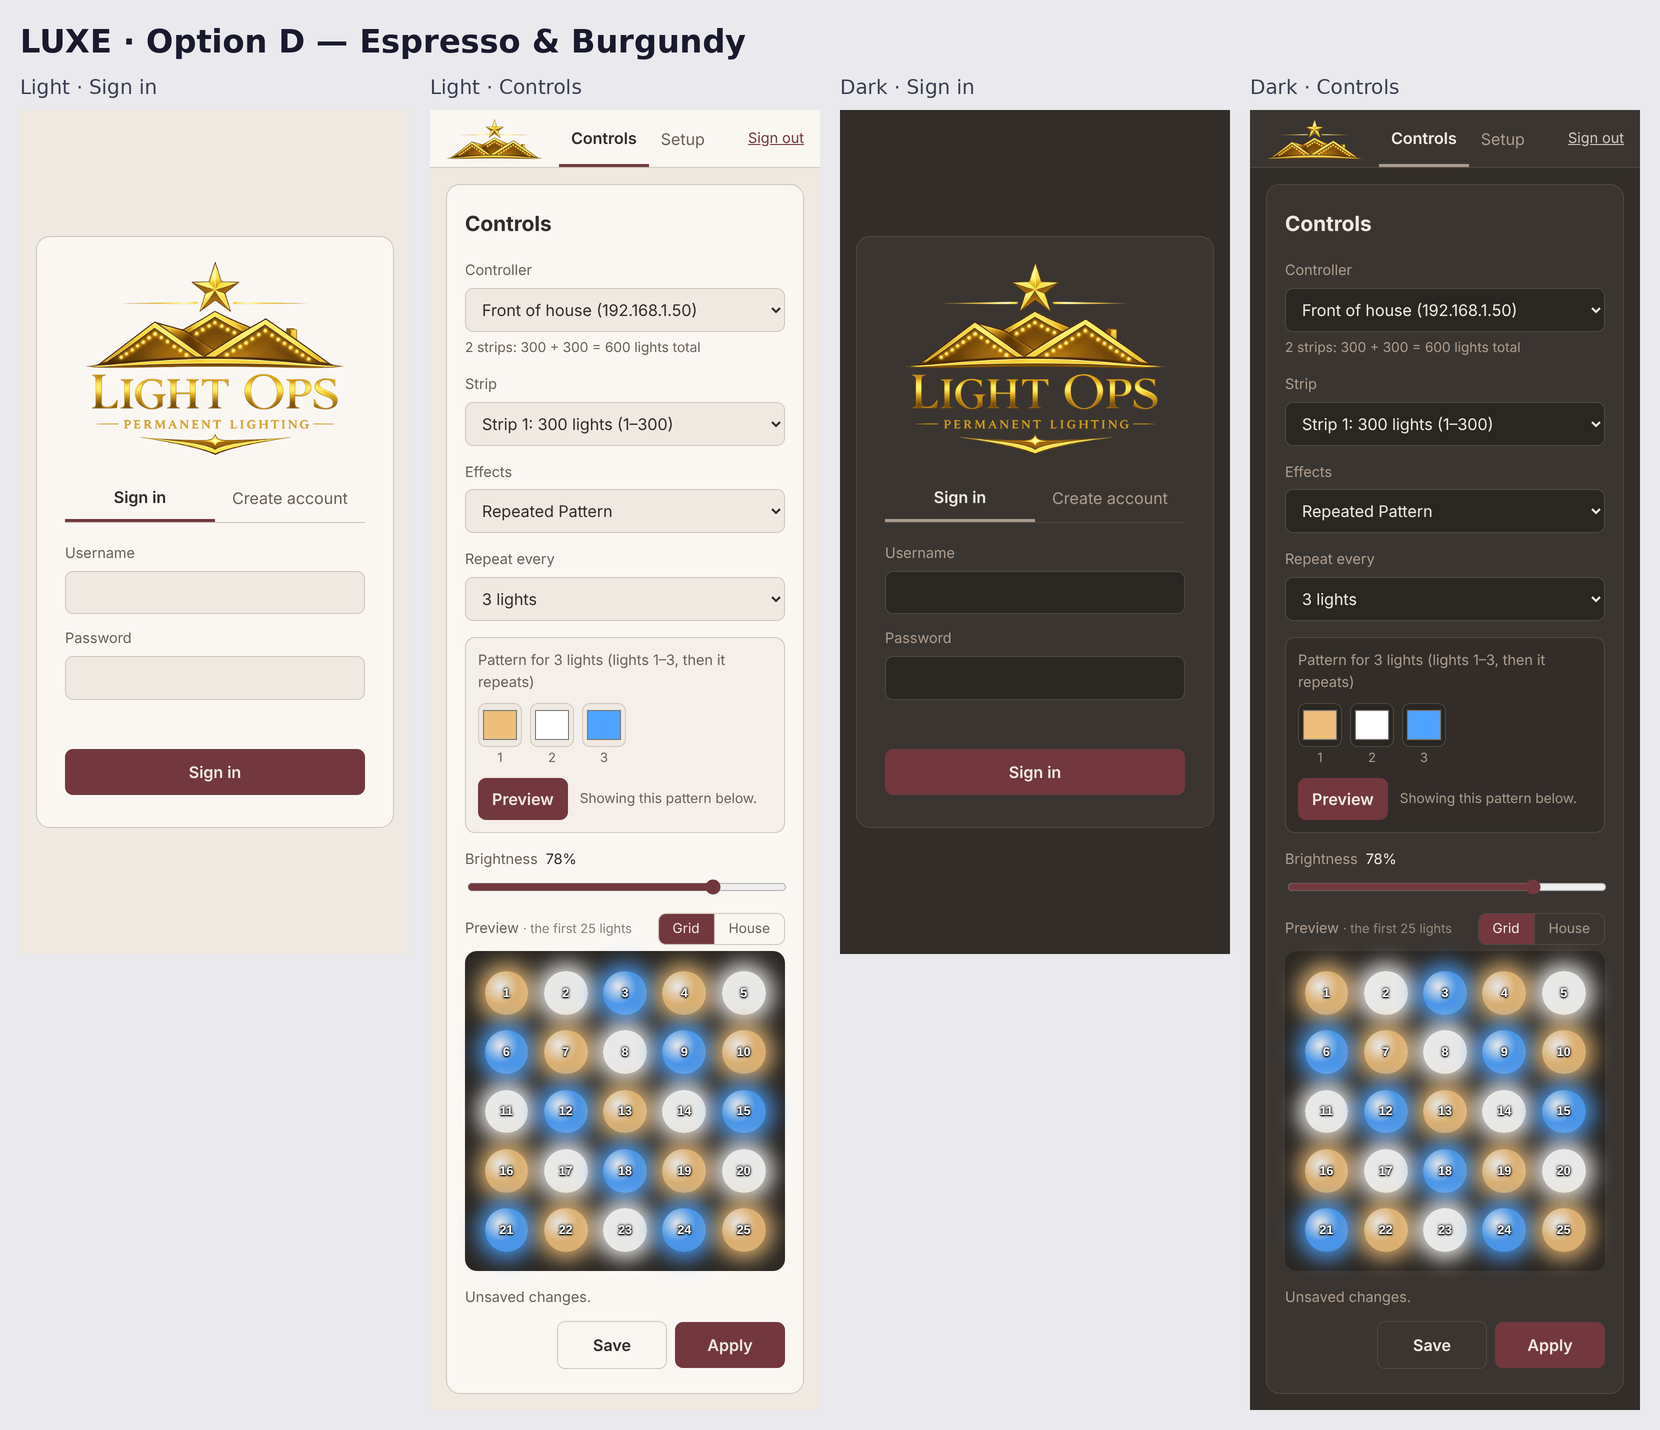 LUXE · Option D — Espresso & Burgundy
Light · Sign in
LIGHT OPS
PERMANENT LIGHTING
Sign in
Create account
Username
Password
Sign in
Light · Controls
Controls
Setup
Sign out
Controls
Controller
Front of house (192.168.1.50)
2 strips: 300 + 300 = 600 lights total
Strip
Strip 1: 300 lights (1–300)
Effects
Repeated Pattern
Repeat every
3 lights
Pattern for 3 lights (lights 1–3, then it
repeats)
1 2 3
Preview
Showing this pattern below.
Brightness 78%
Preview · the first 25 lights
Grid
House
1 2 3 4 5
6 7 8 9 10
11 12 13 14 15
16 17 18 19 20
21 22 23 24 25
Unsaved changes.
Save
Apply
Dark · Sign in
LIGHT OPS
PERMANENT LIGHTING
Sign in
Create account
Username
Password
Sign in
Dark · Controls
Controls
Setup
Sign out
Controls
Controller
Front of house (192.168.1.50)
2 strips: 300 + 300 = 600 lights total
Strip
Strip 1: 300 lights (1–300)
Effects
Repeated Pattern
Repeat every
3 lights
Pattern for 3 lights (lights 1–3, then it
repeats)
1 2 3
Preview
Showing this pattern below.
Brightness 78%
Preview · the first 25 lights
Grid
House
1 2 3 4 5
6 7 8 9 10
11 12 13 14 15
16 17 18 19 20
21 22 23 24 25
Unsaved changes.
Save
Apply